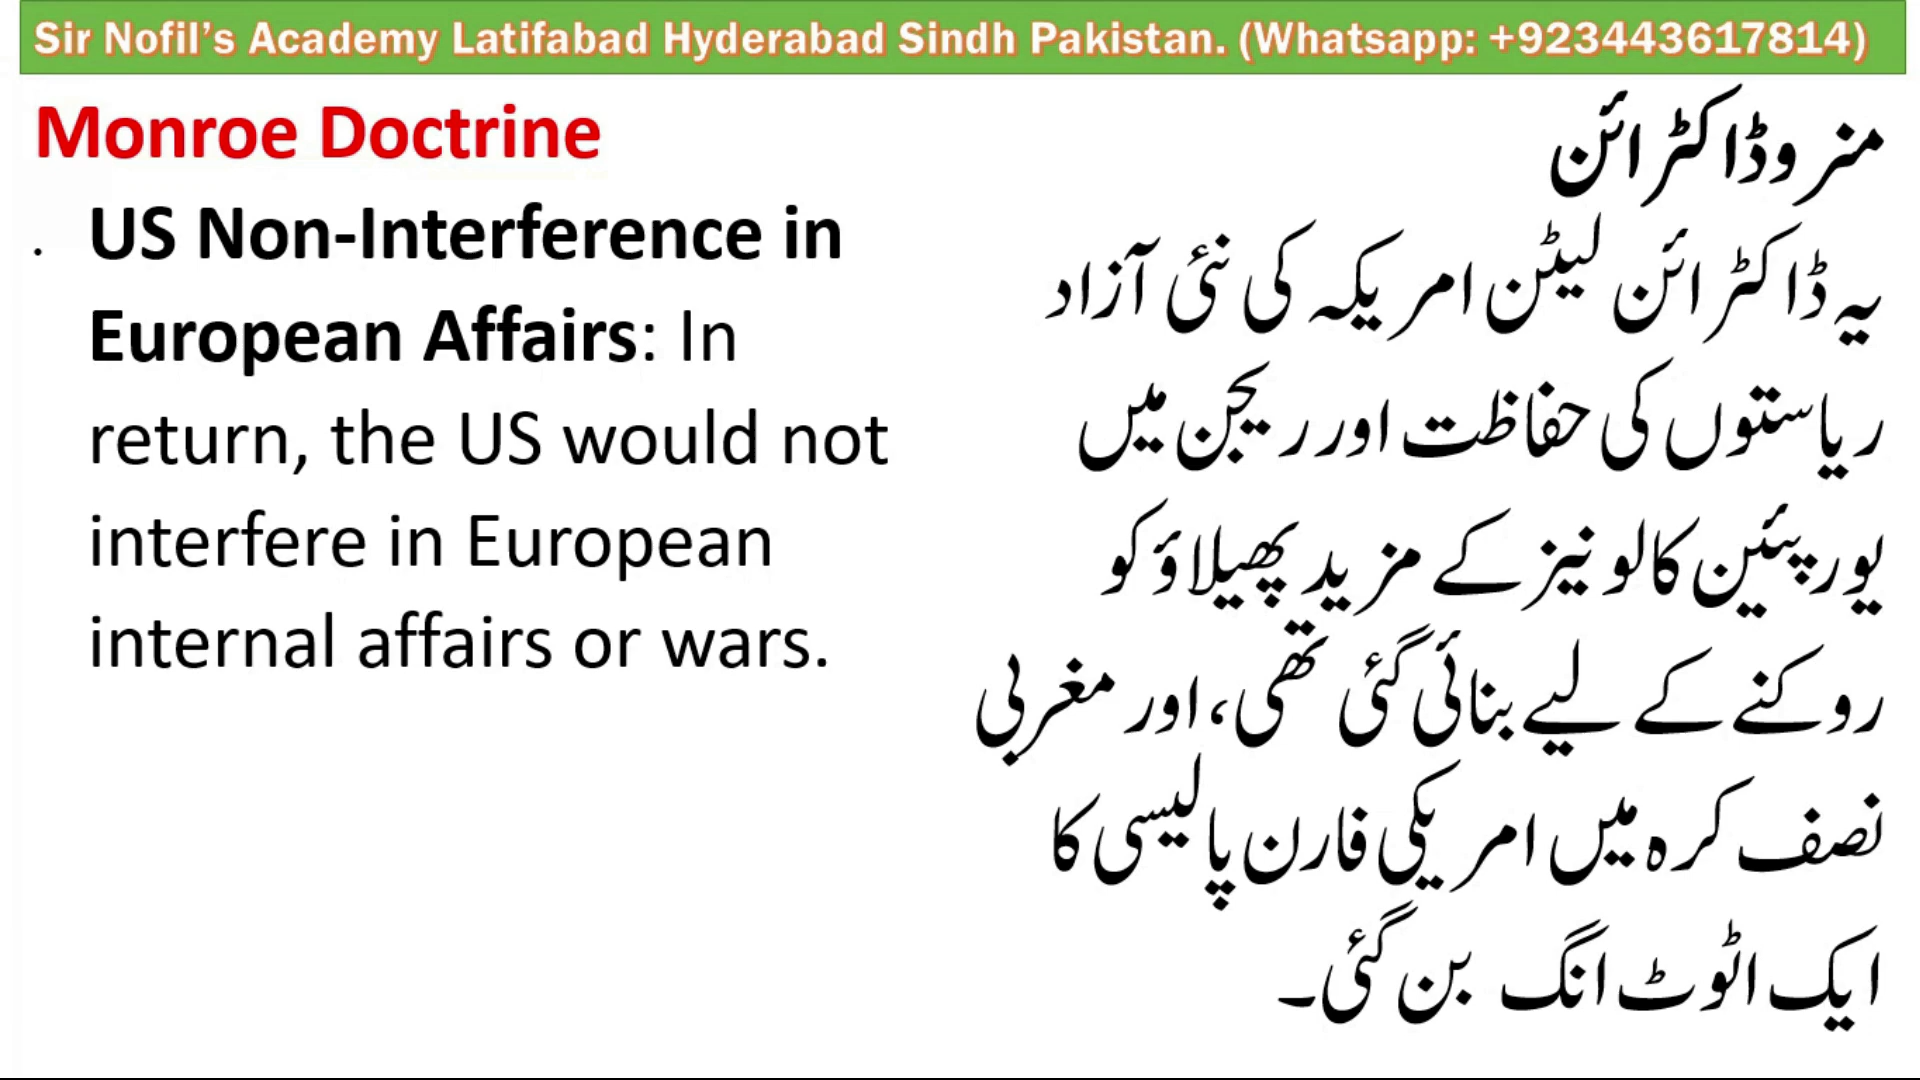 Sir Nofil’s Academy Latifabad Hyderabad Sindh Pakistan. (Whatsapp: +923443617814)
Monroe Doctrine
. US Non-Interference in
European Affairs: In
return, the US would not
interfere in European
internal affairs or wars.
منروڈاکٹرائن
یہ ڈاکٹرائن لیٹن امریکہ کی نئی آزاد
ریاستوں کی حفاظت اور ریجن میں
یورپئین کالونیز کے مزید پھیلاؤ کو
روکنے کے لیے بنائی گئی تھی، اور مغربی
نصف کرہ میں امریکی فارن پالیسی کا
ایک اٹوٹ انگ بن گئی۔